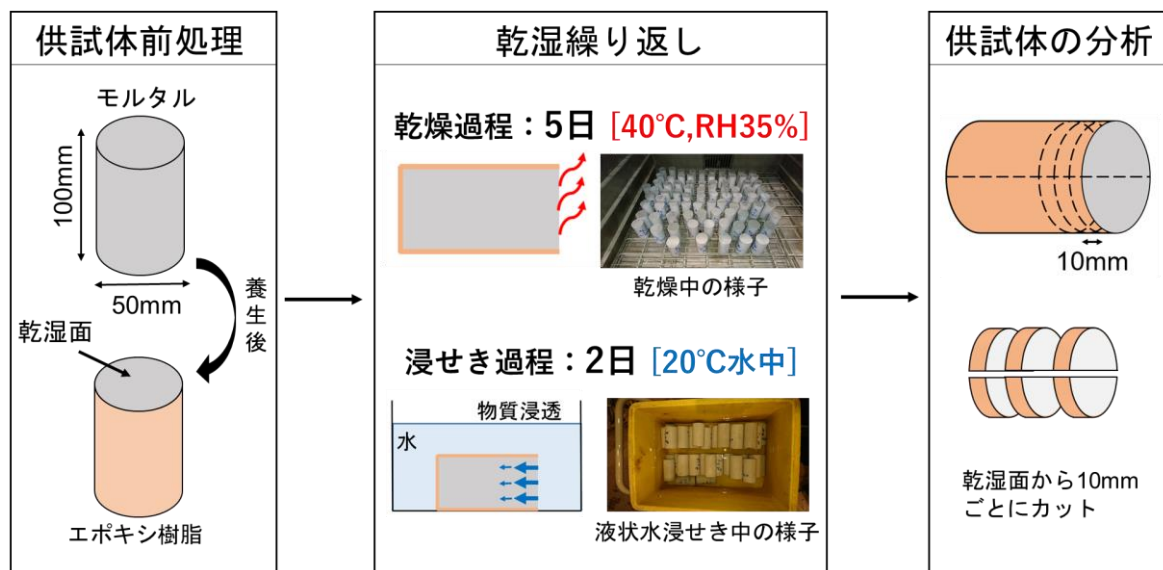 供試体前処理
モルタル
100mm
50mm
養生後
乾湿面
エポキシ樹脂
乾湿繰り返し
乾燥過程：5日 [40℃,RH35%]
乾燥中の様子
浸せき過程：2日 [20℃水中]
物質浸透
水
液状水浸せき中の様子
供試体の分析
10mm
乾湿面から10mm
ごとにカット